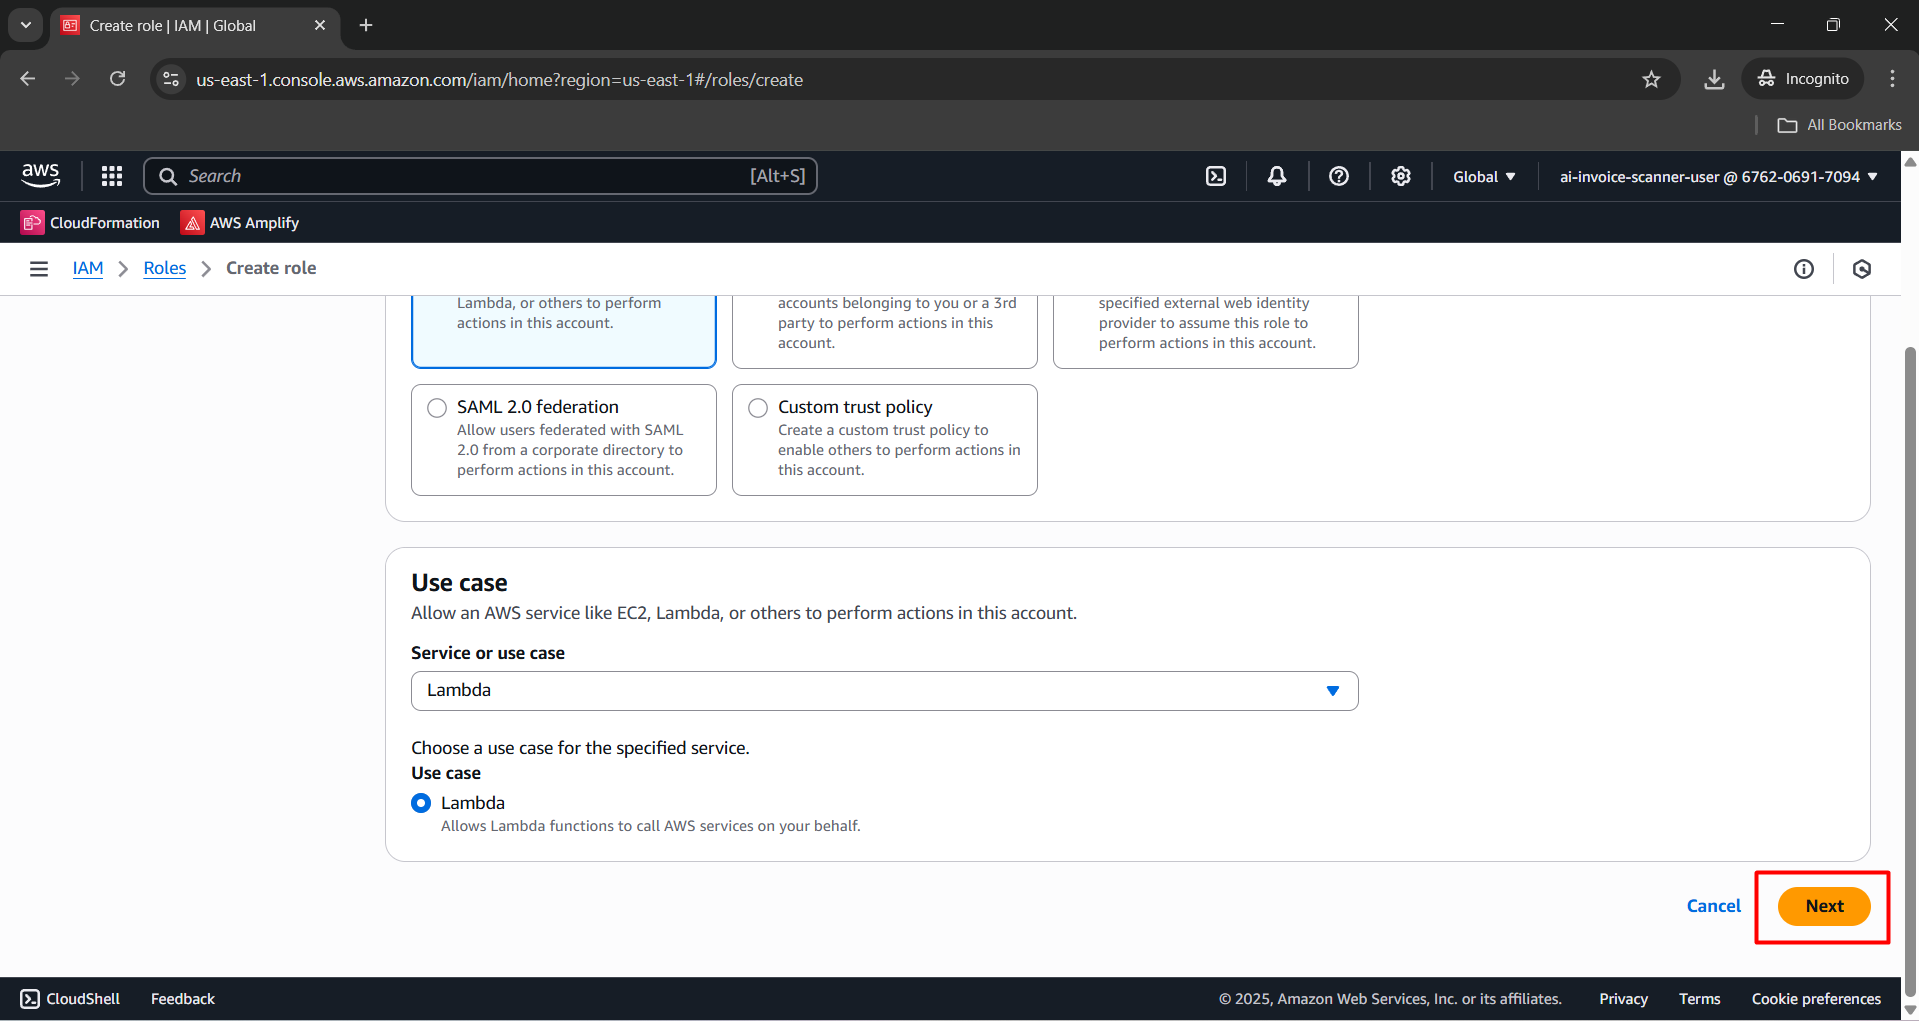 Create role | IAM | Global
us-east-1.console.aws.amazon.com/iam/home?region=us-east-1#/roles/create
Incognito
All Bookmarks
aws
Search
[Alt+S]
Global
ai-invoice-scanner-user @ 6762-0691-7094
CloudFormation
AWS Amplify
IAM
Roles
Create role
Lambda, or others to perform
actions in this account.
accounts belonging to you or a 3rd
party to perform actions in this
account.
specified external web identity
provider to assume this role to
perform actions in this account.
SAML 2.0 federation
Allow users federated with SAML
2.0 from a corporate directory to
perform actions in this account.
Custom trust policy
Create a custom trust policy to
enable others to perform actions in
this account.
Use case
Allow an AWS service like EC2, Lambda, or others to perform actions in this account.
Service or use case
Lambda
Choose a use case for the specified service.
Use case
Lambda
Allows Lambda functions to call AWS services on your behalf.
Cancel
Next
CloudShell
Feedback
© 2025, Amazon Web Services, Inc. or its affiliates.
Privacy
Terms
Cookie preferences